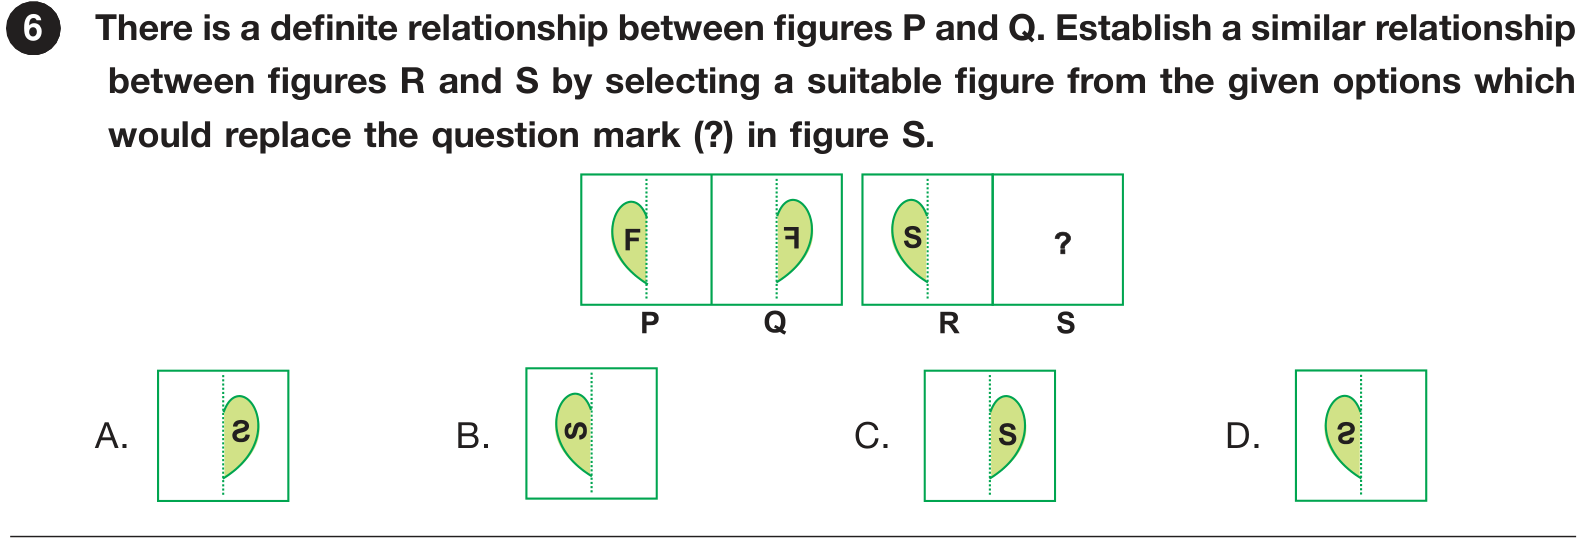 6 There is a definite relationship between figures P and Q. Establish a similar relationship
between figures R and S by selecting a suitable figure from the given options which
would replace the question mark (?) in figure S.
F F S ?
P Q R S
A. S B. S C. S D. S